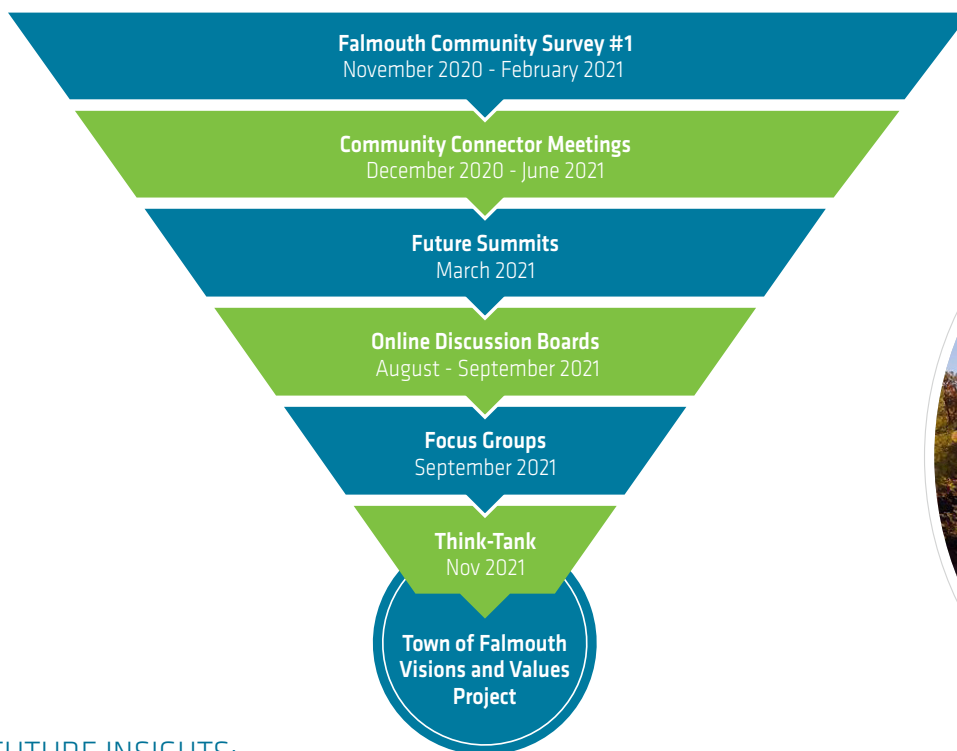 Falmouth Community Survey #1
November 2020 - February 2021
Community Connector Meetings
December 2020 - June 2021
Future Summits
March 2021
Online Discussion Boards
August - September 2021
Focus Groups
September 2021
Think-Tank
Nov 2021
Town of Falmouth
Visions and Values
Project
FUTURE INSIGHTS: